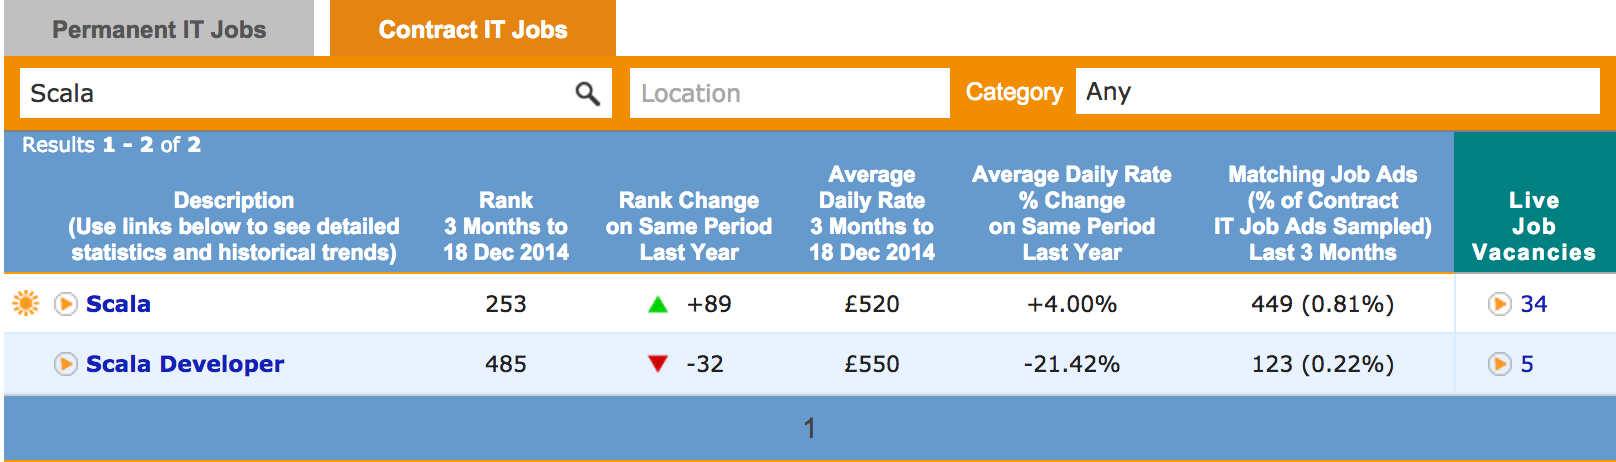 Permanent IT Jobs
Contract IT Jobs
Scala
Location
Category
Any
Results 1 - 2 of 2
Description
(Use links below to see detailed
statistics and historical trends)
Rank
3 Months to
18 Dec 2014
Rank Change
on Same Period
Last Year
Average
Daily Rate
3 Months to
18 Dec 2014
Average Daily Rate
% Change
on Same Period
Last Year
Matching Job Ads
(% of Contract
IT Job Ads Sampled)
Last 3 Months
Live
Job
Vacancies
Scala 253 +89 £520 +4.00% 449 (0.81%) 34
Scala Developer 485 -32 £550 -21.42% 123 (0.22%) 5
1